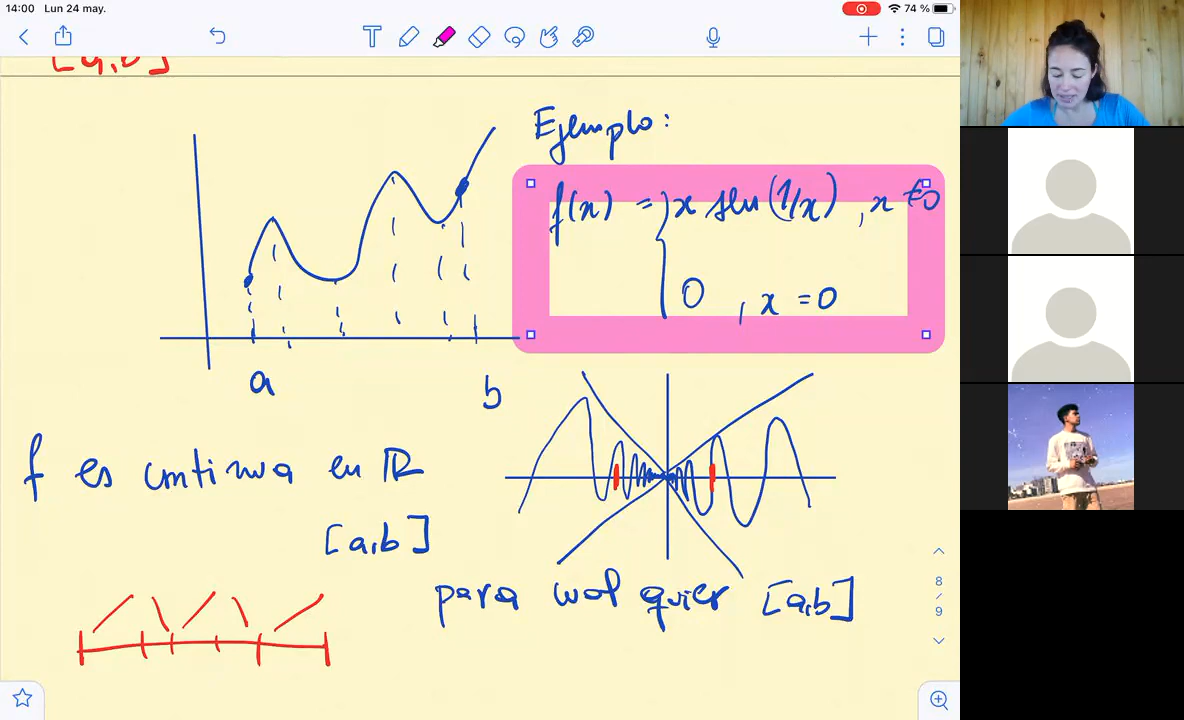 14:00 Lun 24 may.
74 %
[a,b]
Ejemplo:
f(x) = { x sen(1/x) , x ≠ 0
0 , x = 0
a
b
f es continua en ℝ
[a,b]
para cualquier [a,b]
8
/
9